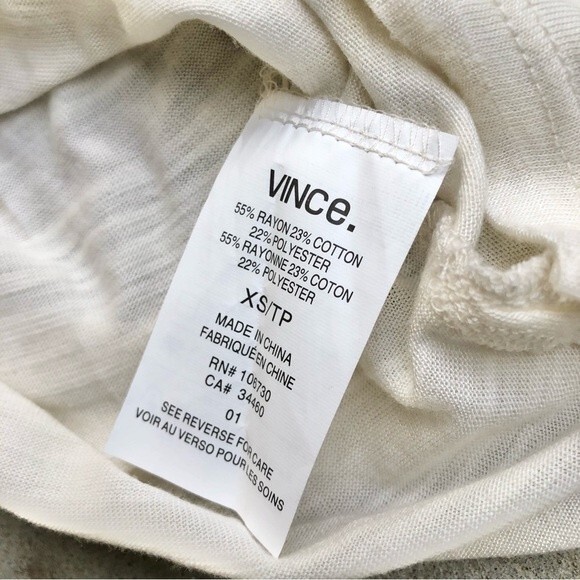 VINCe.
55% RAYON 23% COTTON
22% POLYESTER
55% RAYONNE 23% COTON
22% POLYESTER
XS/TP
MADE IN CHINA
FABRIQUÉ EN CHINE
RN# 106730
CA# 34460
01
SEE REVERSE FOR CARE
VOIR AU VERSO POUR LES SOINS